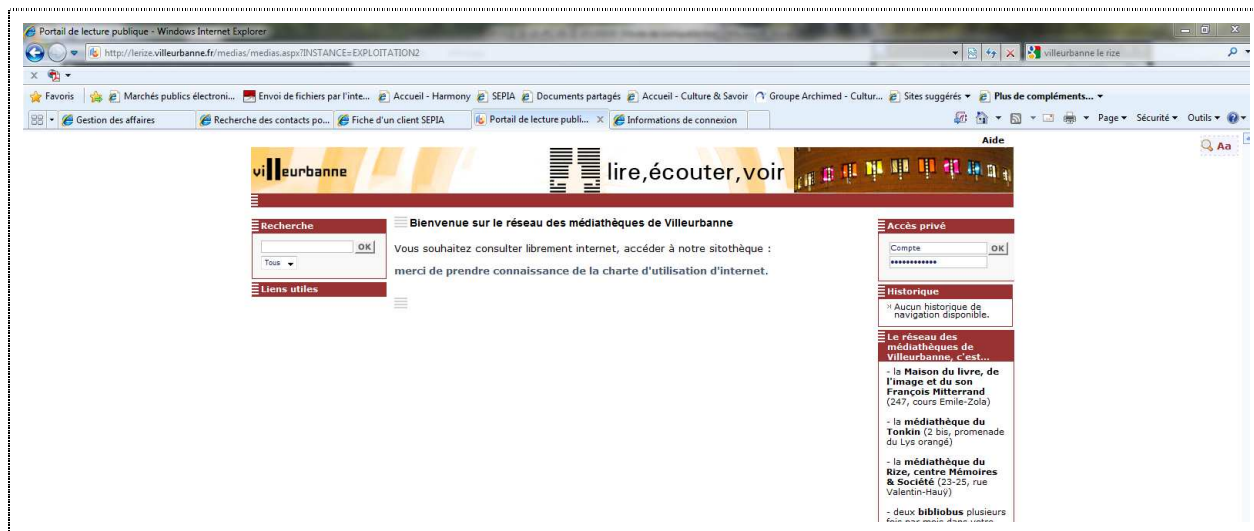 Portail de lecture publique - Windows Internet Explorer
http://lerize.villeurbanne.fr/medias/medias.aspx?INSTANCE=EXPLOITATION2
villeurbanne le rize
Favoris Marchés publics électroni... Envoi de fichiers par l'inte... Accueil - Harmony SEPIA Documents partagés Accueil - Culture & Savoir Groupe Archimed - Cultur... Sites suggérés Plus de compléments...
Gestion des affaires Recherche des contacts po... Fiche d'un client SEPIA Portail de lecture publi... X Informations de connexion Page Sécurité Outils
Aide
Aa
villeurbanne
lire,écouter,voir
Recherche
OK
Tous
Liens utiles
Bienvenue sur le réseau des médiathèques de Villeurbanne
Vous souhaitez consulter librement internet, accéder à notre sitothèque :
merci de prendre connaissance de la charte d'utilisation d'internet.
Accès privé
Compte OK
••••••••••••
Historique
Aucun historique de
navigation disponible.
Le réseau des
médiathèques de
Villeurbanne, c'est...
- la Maison du livre, de
l'image et du son
François Mitterrand
(247, cours Emile-Zola)
- la médiathèque du
Tonkin (2 bis, promenade
du Lys orangé)
- la médiathèque du
Rize, centre Mémoires
& Société (23-25, rue
Valentin-Haüy)
- deux bibliobus plusieurs
fois par mois dans votre